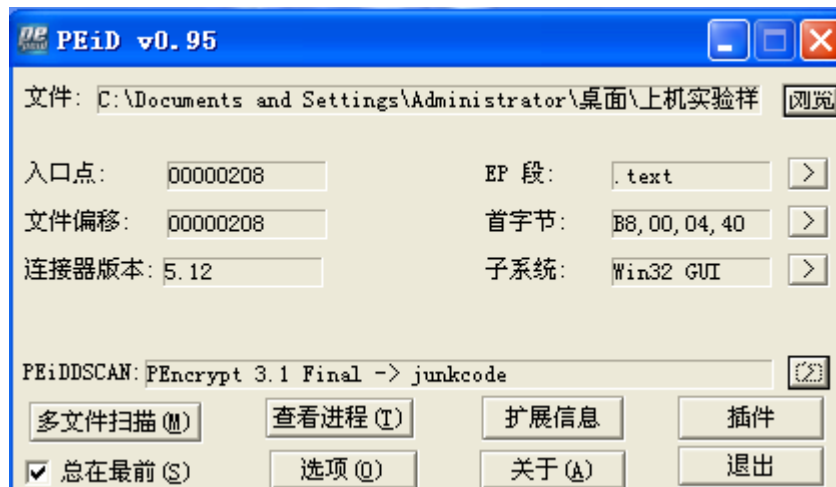 PEiD v0.95
文件: C:\Documents and Settings\Administrator\桌面\上机实验样 浏览
入口点: 00000208 EP 段: .text >
文件偏移: 00000208 首字节: B8,00,04,40 >
连接器版本: 5.12 子系统: Win32 GUI >
PEiDDSCAN: PEncrypt 3.1 Final -> junkcode
多文件扫描(M) 查看进程(T) 扩展信息 插件
总在最前(S) 选项(O) 关于(A) 退出